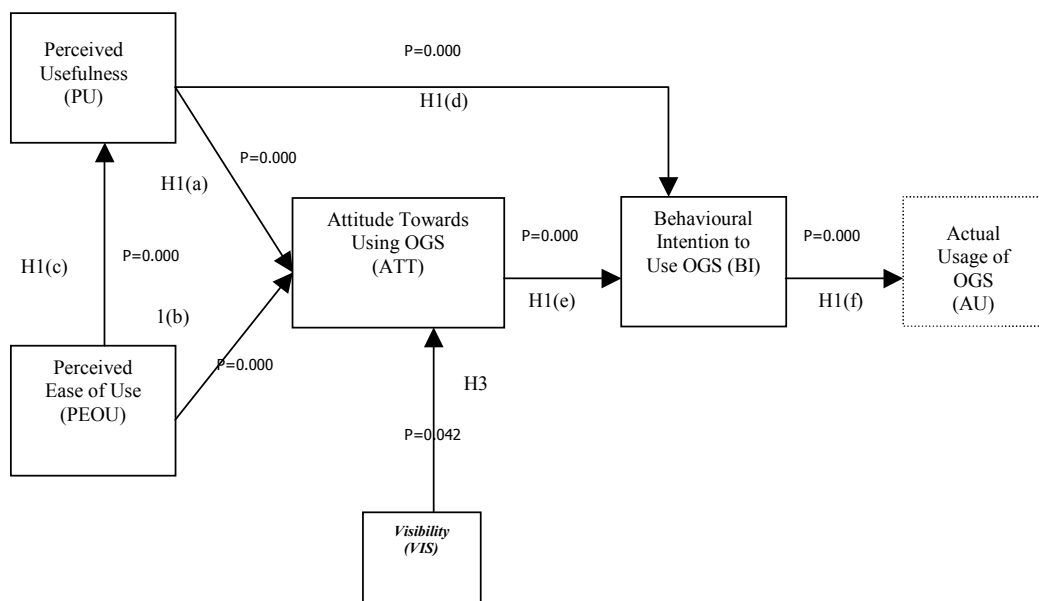 Perceived
Usefulness
(PU)
P=0.000
H1(d)
P=0.000
H1(a)
Attitude Towards
Using OGS
(ATT)
P=0.000
H1(e)
Behavioural
Intention to
Use OGS (BI)
P=0.000
H1(f)
Actual
Usage of
OGS
(AU)
P=0.000
H1(c)
1(b)
P=0.000
Perceived
Ease of Use
(PEOU)
H3
P=0.042
Visibility
(VIS)